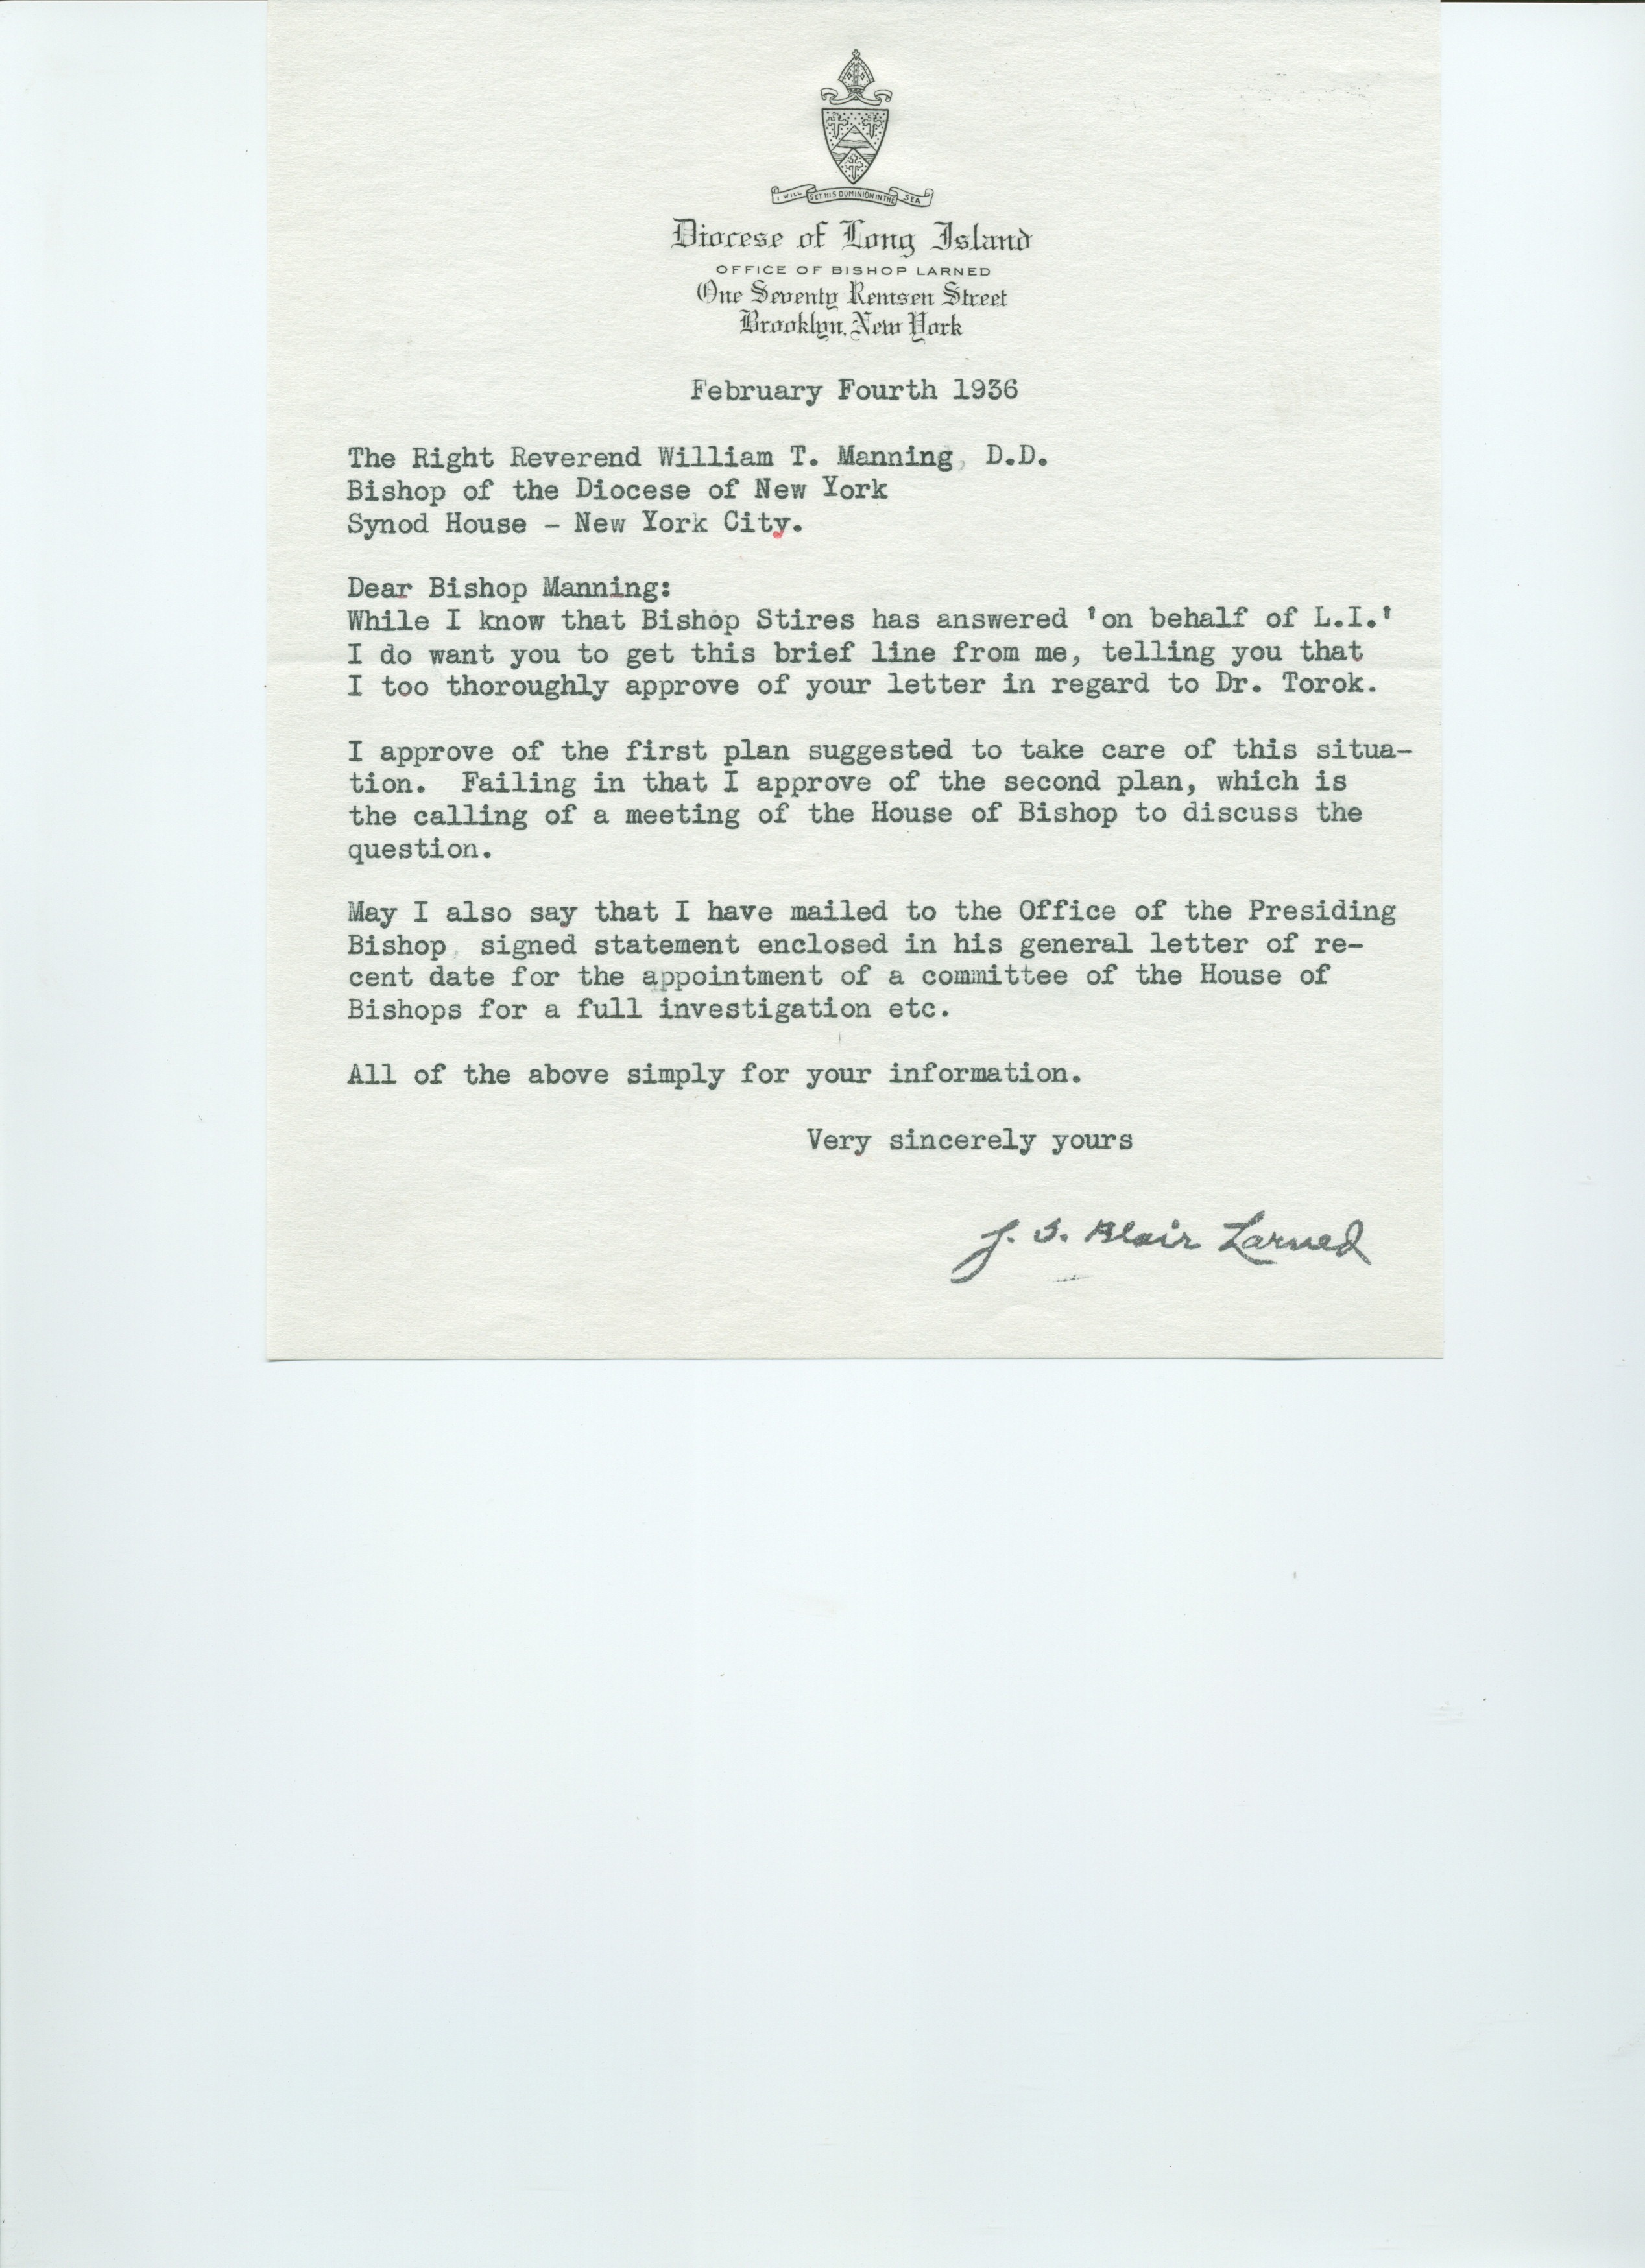 I WILL SET HIS DOMINION IN THE SEA
Diocese of Long Island
OFFICE OF BISHOP LARNED
One Seventy Remsen Street
Brooklyn, New York
February Fourth 1936
The Right Reverend William T. Manning, D.D.
Bishop of the Diocese of New York
Synod House - New York City.
Dear Bishop Manning:
While I know that Bishop Stires has answered 'on behalf of L.I.'
I do want you to get this brief line from me, telling you that
I too thoroughly approve of your letter in regard to Dr. Torok.
I approve of the first plan suggested to take care of this situa-
tion. Failing in that I approve of the second plan, which is
the calling of a meeting of the House of Bishop to discuss the
question.
May I also say that I have mailed to the Office of the Presiding
Bishop, signed statement enclosed in his general letter of re-
cent date for the appointment of a committee of the House of
Bishops for a full investigation etc.
All of the above simply for your information.
Very sincerely yours
J. S. Blair Larned